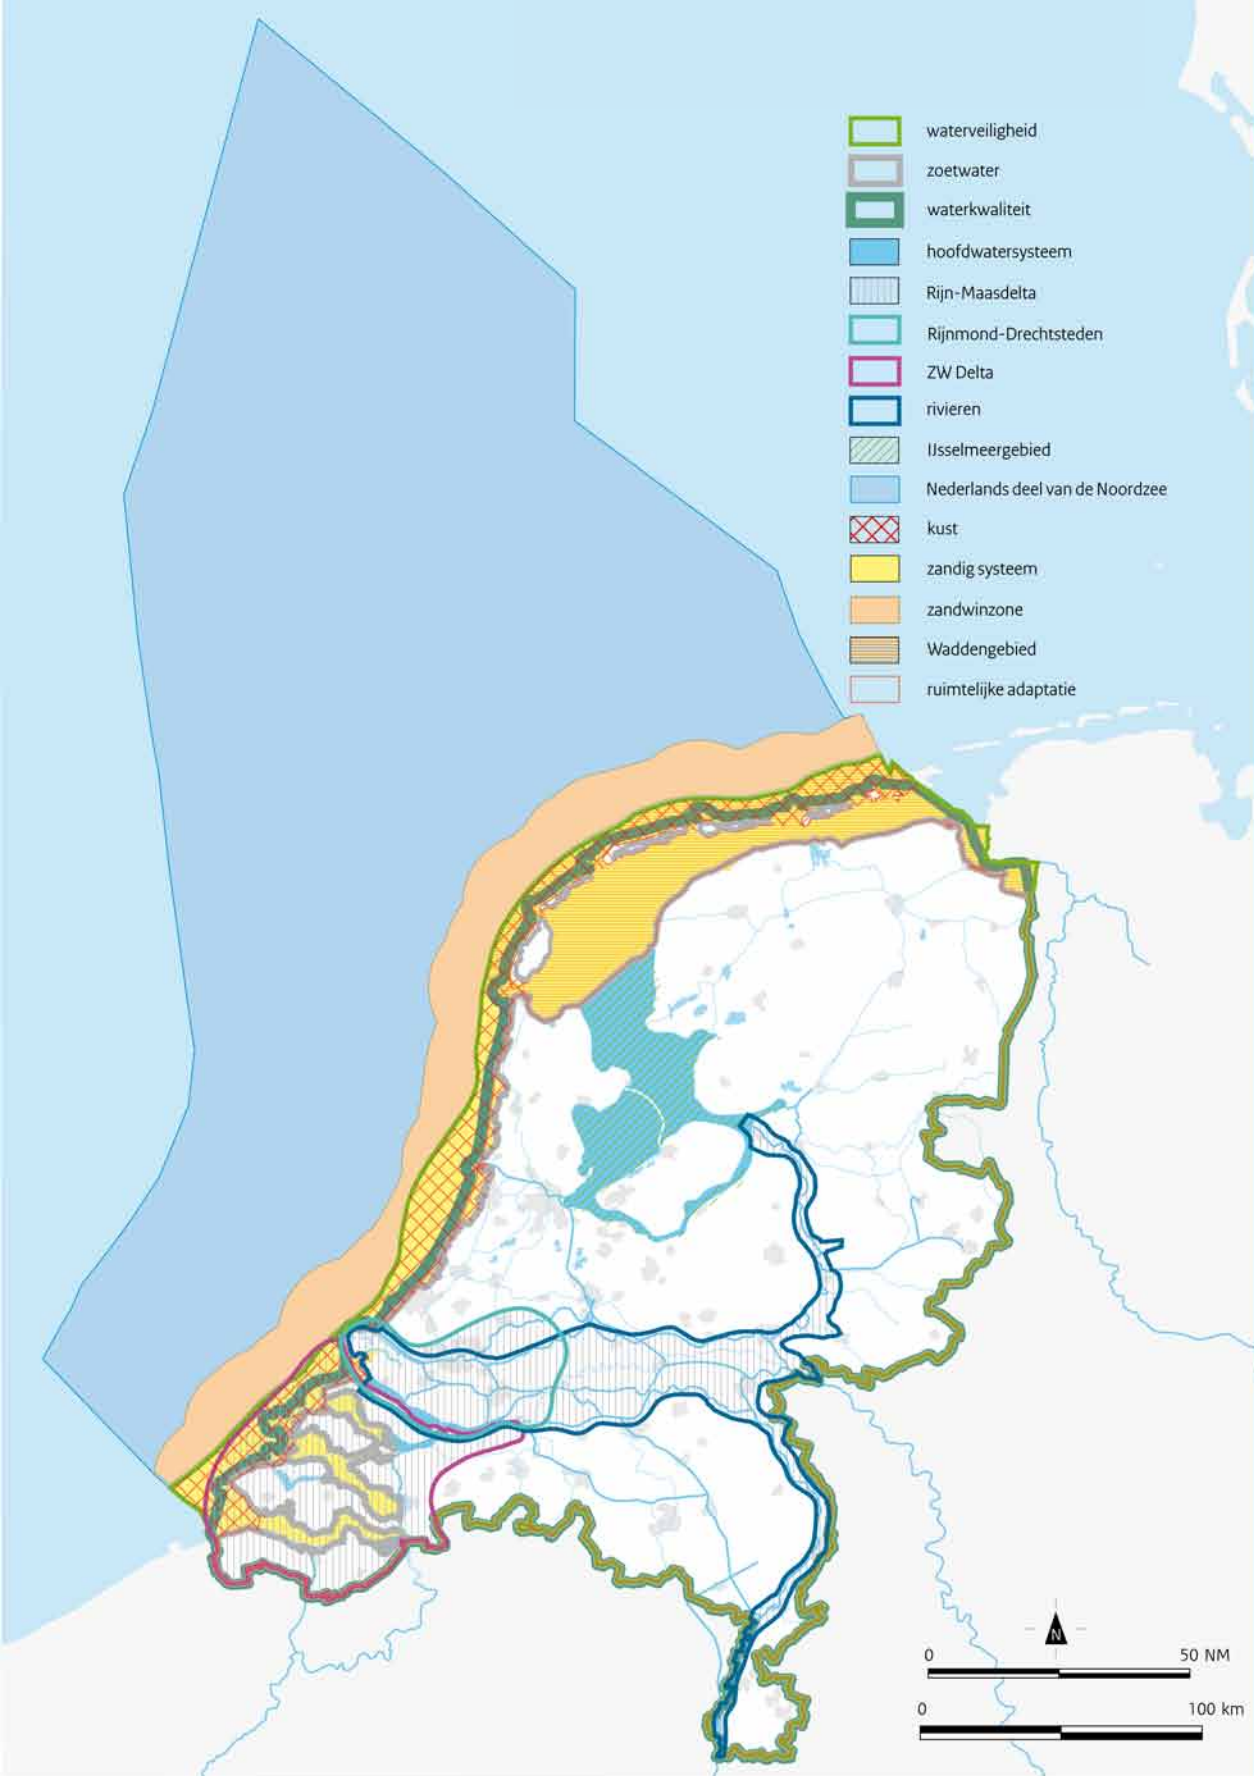 waterveiligheid
zoetwater
waterkwaliteit
hoofdwatersysteem
Rijn-Maasdelta
Rijnmond-Drechtsteden
ZW Delta
rivieren
IJsselmeergebied
Nederlands deel van de Noordzee
kust
zandig systeem
zandwinzone
Waddengebied
ruimtelijke adaptatie
N
0 50 NM
0 100 km